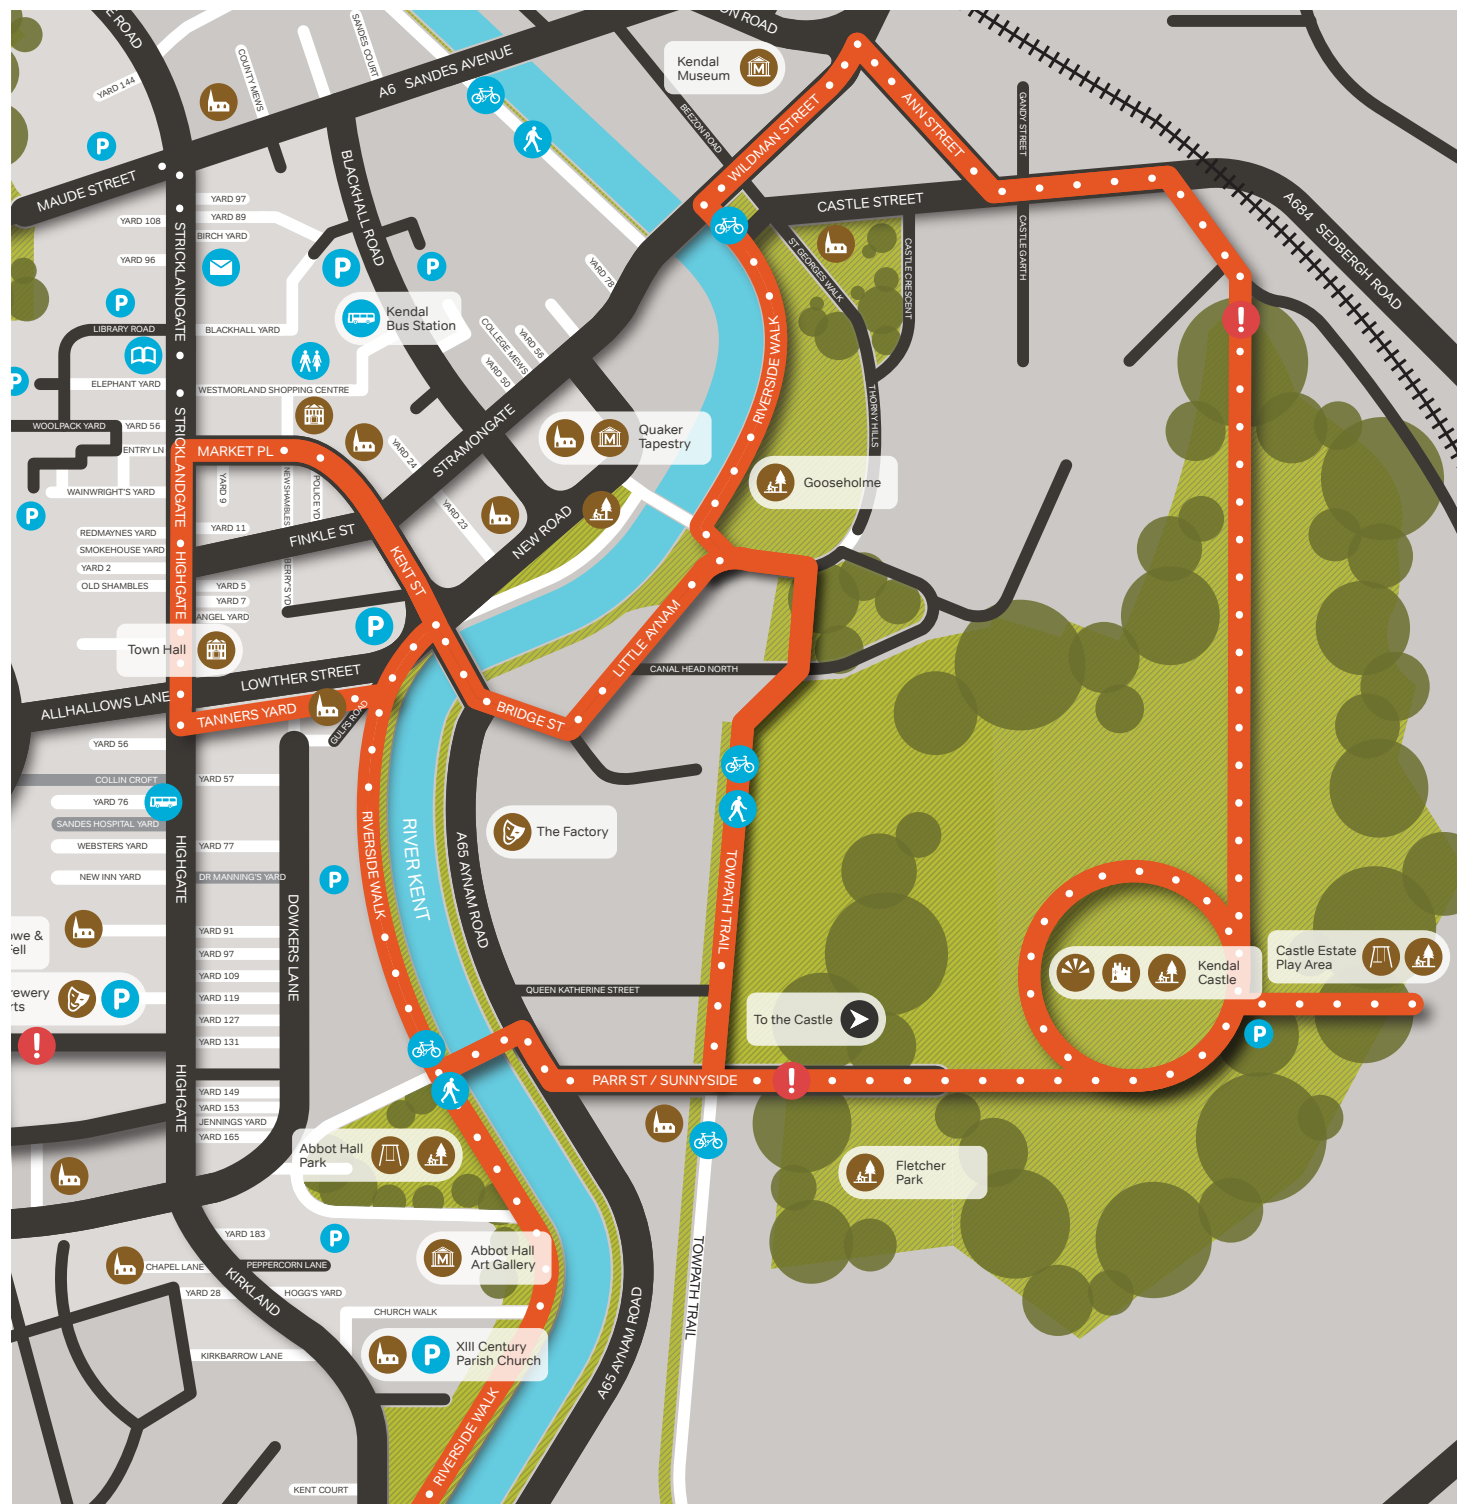 SANDES COURT
COUNTY MEWS
A6 SANDES AVENUE
YARD 144
Kendal
Museum
BEEZON ROAD
WILDMAN STREET
ANN STREET
GANDY STREET
MAUDE STREET
BLACKHALL ROAD
CASTLE STREET
CASTLE GARTH
A684 SEDBERGH ROAD
YARD 97
YARD 89
BIRCH YARD
YARD 108
YARD 96
STRICKLANDGATE
P
P
P
P
YARD 78
ST GEORGES WALK
CASTLE CRESCENT
Kendal
Bus Station
LIBRARY ROAD
BLACKHALL YARD
COLLEGE MEWS
YARD 56
YARD 50
RIVERSIDE WALK
THORNY HILLS
P
ELEPHANT YARD
WESTMORLAND SHOPPING CENTRE
WOOLPACK YARD
YARD 56
ENTRY LN
STRICKLANDGATE
MARKET PL
STRAMONGATE
YARD 24
Quaker
Tapestry
Gooseholme
WAINWRIGHT'S YARD
P
YARD 9
NEW SHAMBLES
POLICE YD
YARD 23
YARD 11
FINKLE ST
NEW ROAD
REDMAYNES YARD
SMOKEHOUSE YARD
YARD 2
OLD SHAMBLES
HIGHGATE
YARD 5
YARD 7
ANGEL YARD
BERRY'S YD
KENT ST
P
Town Hall
LITTLE AYNAM
CANAL HEAD NORTH
LOWTHER STREET
ALLHALLOWS LANE
TANNERS YARD
GULFS ROAD
BRIDGE ST
YARD 56
COLLIN CROFT
YARD 57
YARD 76
SANDES HOSPITAL YARD
WEBSTERS YARD
YARD 77
NEW INN YARD
DR MANNING'S YARD
HIGHGATE
P
RIVERSIDE WALK
RIVER KENT
A65 AYNAM ROAD
The Factory
TOWPATH TRAIL
DOWKERS LANE
owe &
Fell
rewery
rts
P
YARD 91
YARD 97
YARD 109
YARD 119
YARD 127
YARD 131
QUEEN KATHERINE STREET
To the Castle
Kendal
Castle
Castle Estate
Play Area
P
PARR ST / SUNNYSIDE
HIGHGATE
YARD 149
YARD 153
JENNINGS YARD
YARD 165
Abbot Hall
Park
Fletcher
Park
YARD 183
P
Abbot Hall
Art Gallery
CHAPEL LANE
PEPPERCORN LANE
YARD 28
HOGG'S YARD
KIRKLAND
CHURCH WALK
KIRKBARROW LANE
P
XIII Century
Parish Church
TOWPATH TRAIL
A65 AYNAM ROAD
RIVERSIDE WALK
KENT COURT